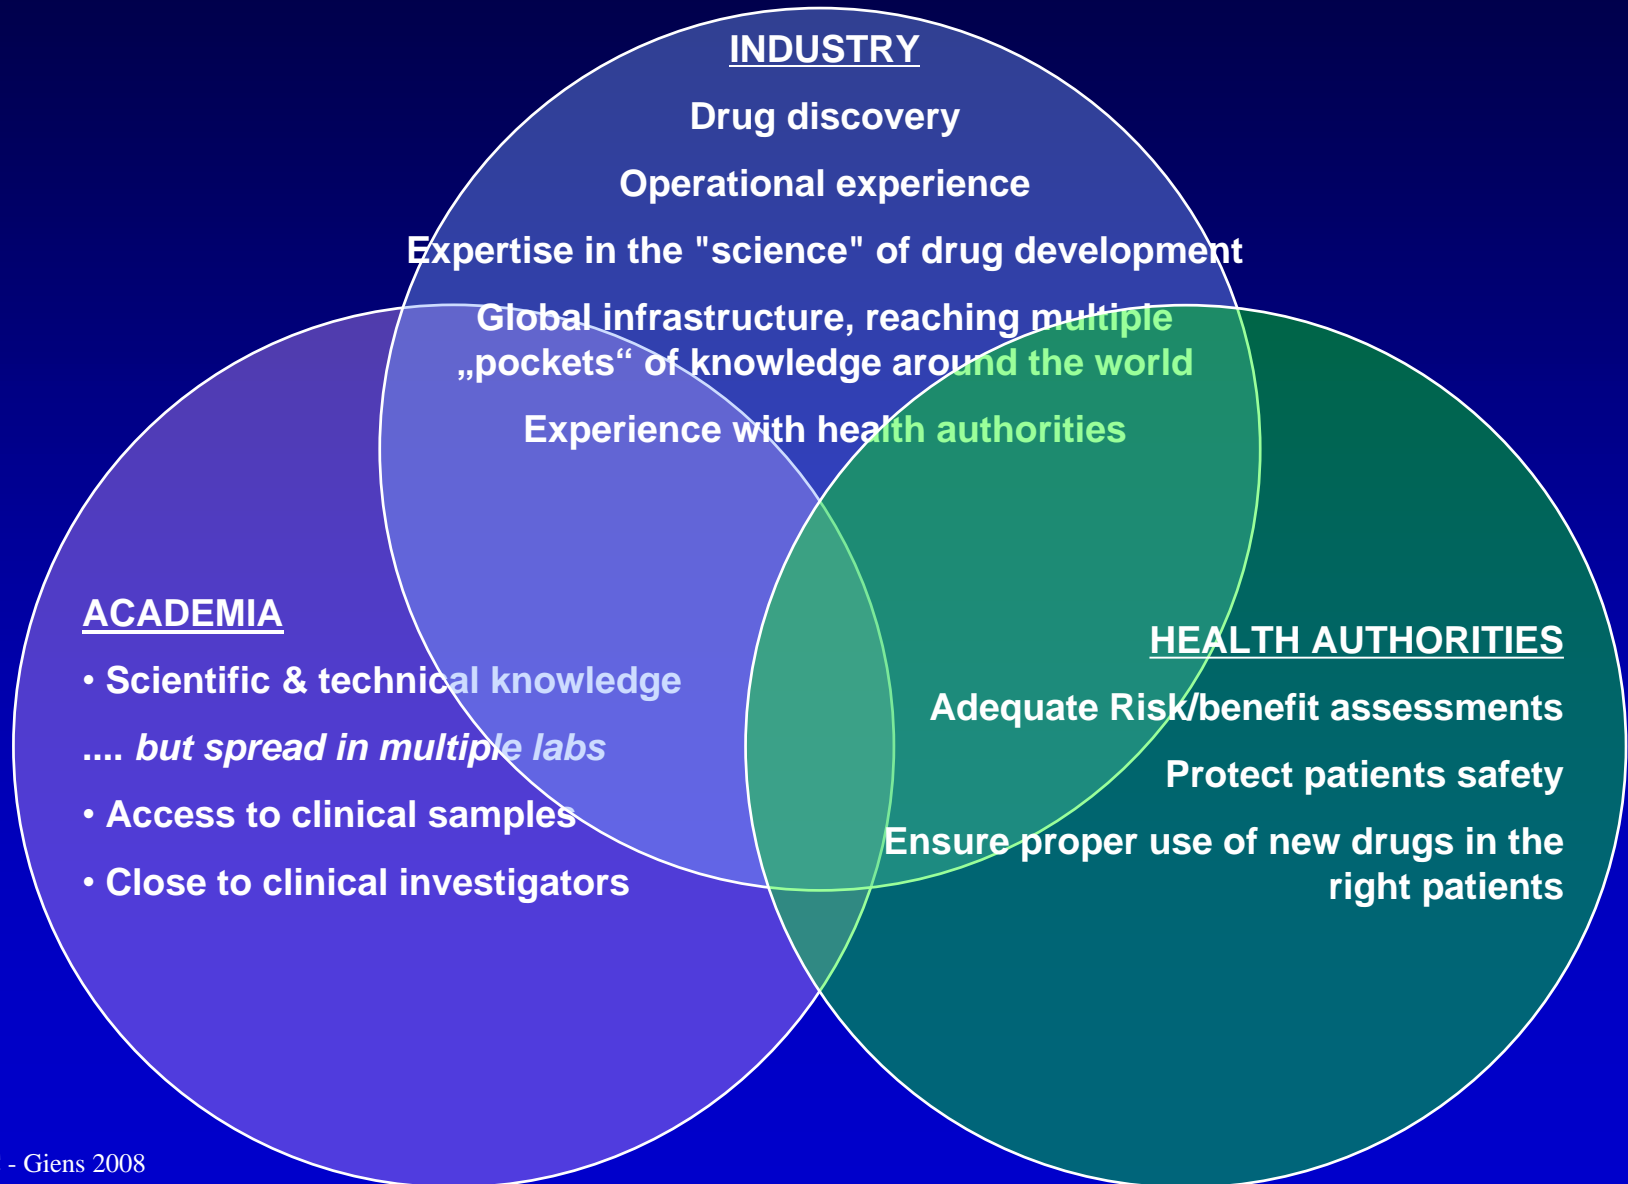 INDUSTRY
Drug discovery
Operational experience
Expertise in the "science" of drug development
Global infrastructure, reaching multiple
„pockets“ of knowledge around the world
Experience with health authorities
ACADEMIA
• Scientific & technical knowledge
.... but spread in multiple labs
• Access to clinical samples
• Close to clinical investigators
HEALTH AUTHORITIES
Adequate Risk/benefit assessments
Protect patients safety
Ensure proper use of new drugs in the
right patients
- Giens 2008